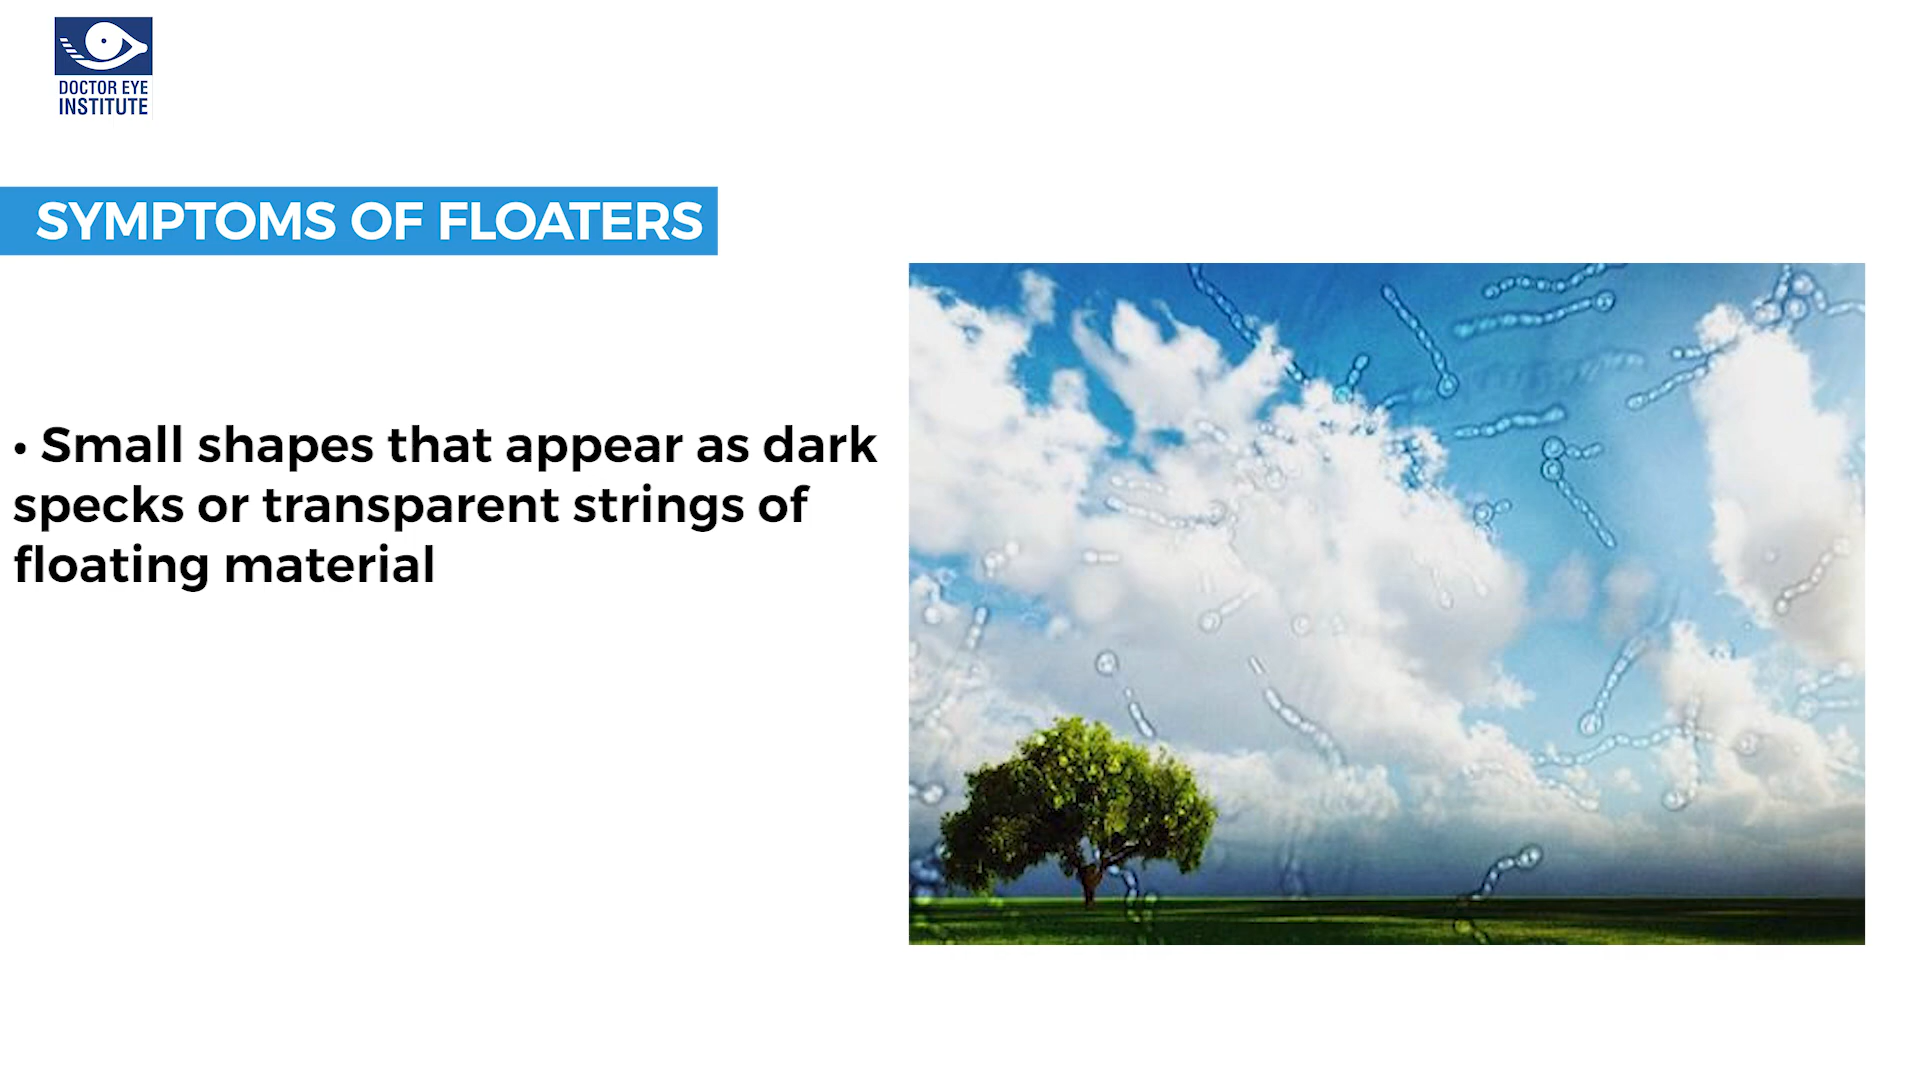 DOCTOR EYE
INSTITUTE
SYMPTOMS OF FLOATERS
• Small shapes that appear as dark
specks or transparent strings of
floating material